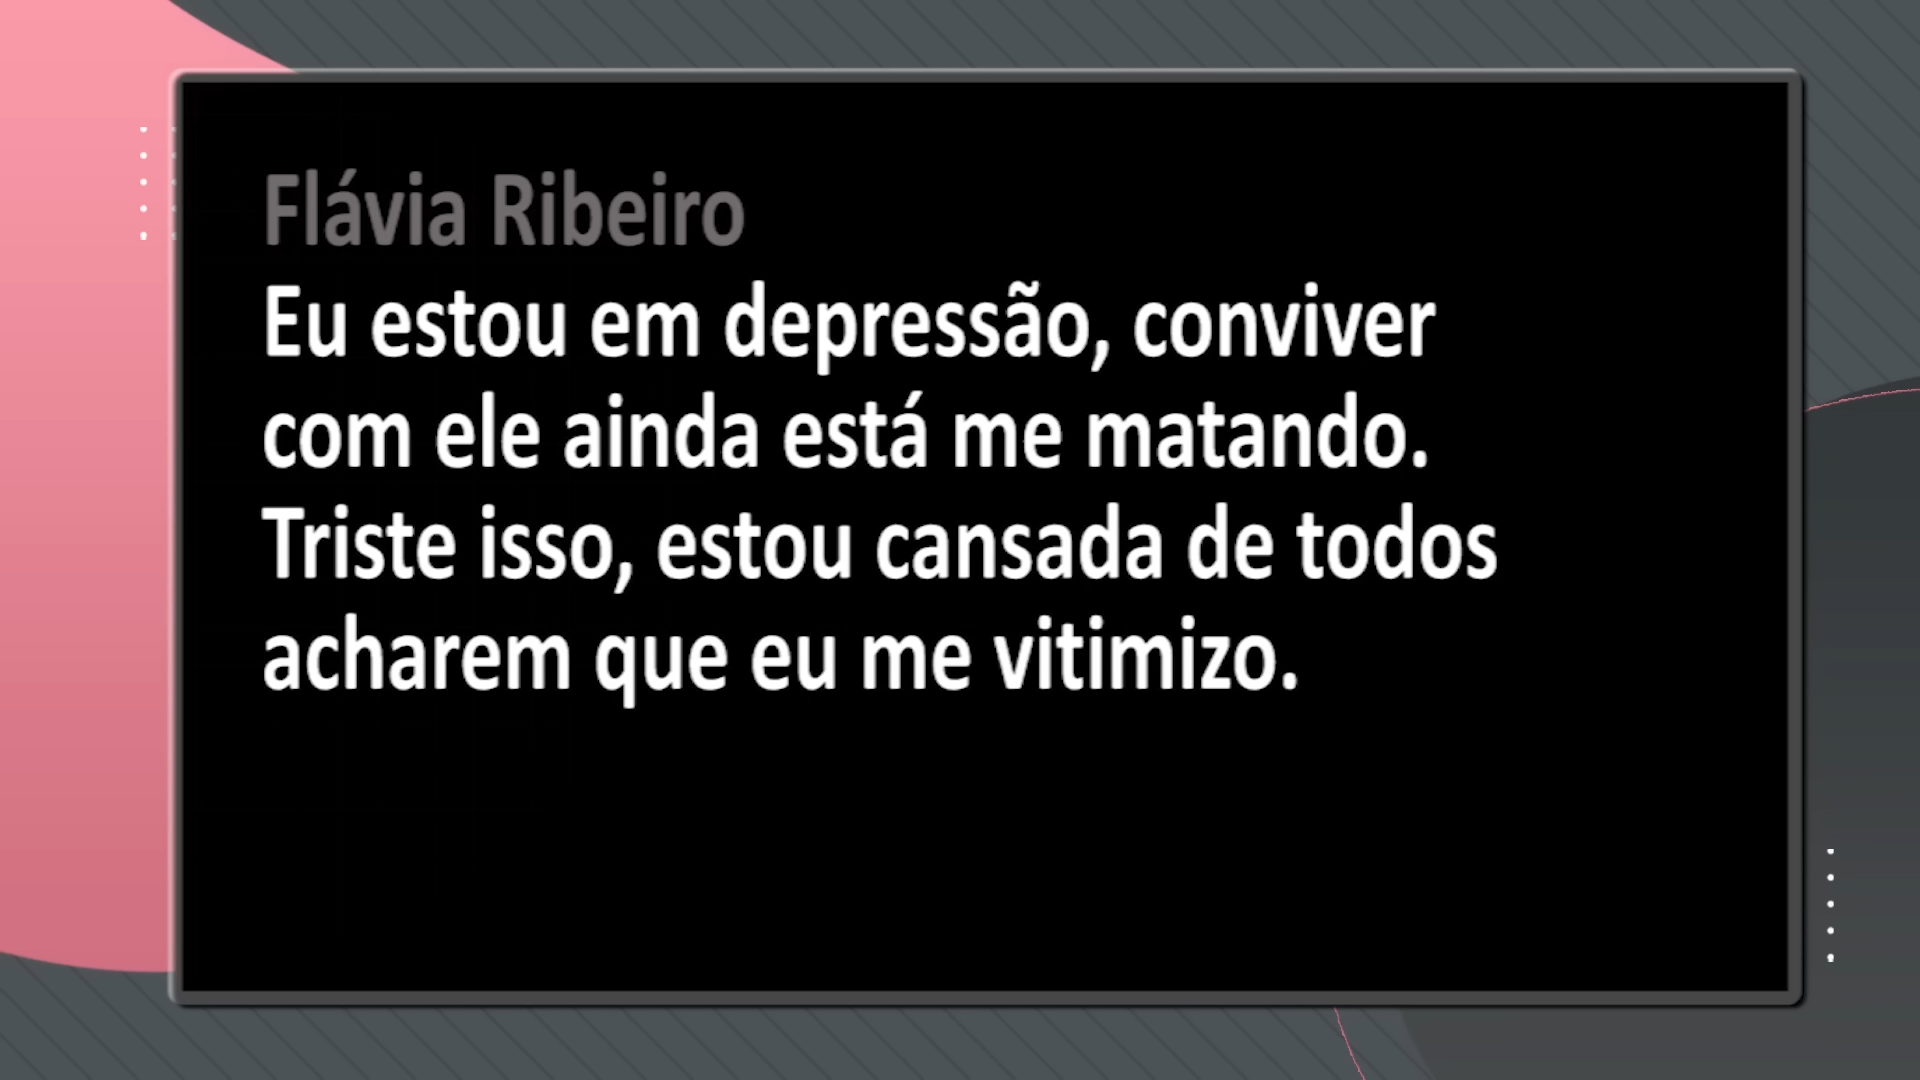 Flávia Ribeiro
Eu estou em depressão, conviver
com ele ainda está me matando.
Triste isso, estou cansada de todos
acharem que eu me vitimizo.